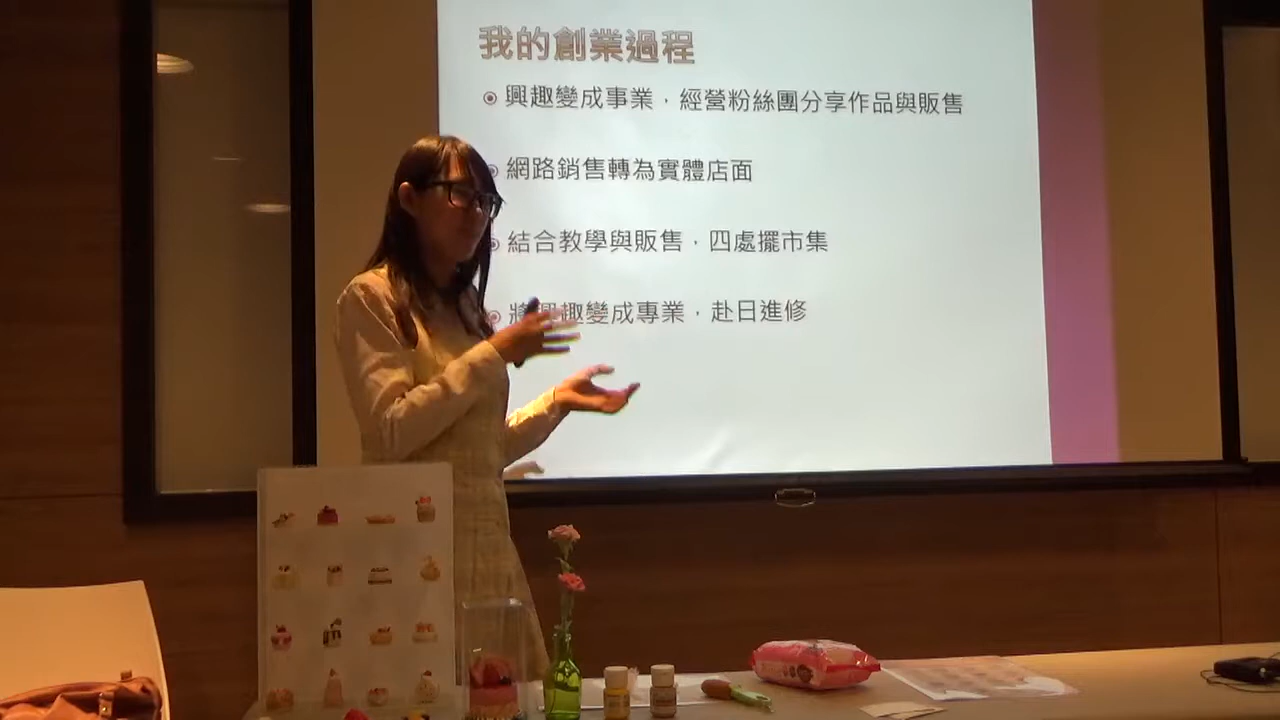 我的創業過程
興趣變成事業，經營粉絲團分享作品與販售
網路銷售轉為實體店面
結合教學與販售，四處擺市集
將興趣變成專業，赴日進修